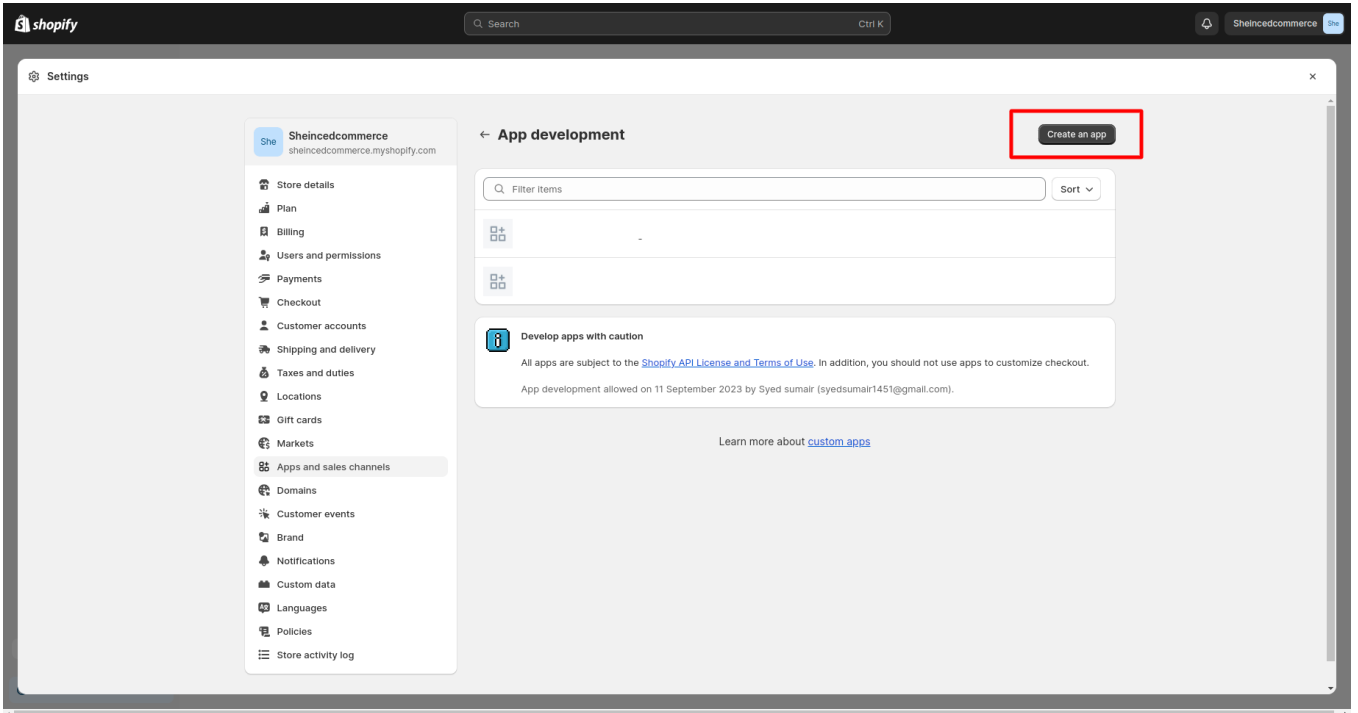 shopify
Search
Ctrl K
Sheincedcommerce
She
Settings
She
Sheincedcommerce
sheincedcommerce.myshopify.com
Store details
Plan
Billing
Users and permissions
Payments
Checkout
Customer accounts
Shipping and delivery
Taxes and duties
Locations
Gift cards
Markets
Apps and sales channels
Domains
Customer events
Brand
Notifications
Custom data
Languages
Policies
Store activity log
← App development
Create an app
Filter items
Sort
-
Develop apps with caution
All apps are subject to the Shopify API License and Terms of Use. In addition, you should not use apps to customize checkout.
App development allowed on 11 September 2023 by Syed sumair (syedsumair1451@gmail.com).
Learn more about custom apps